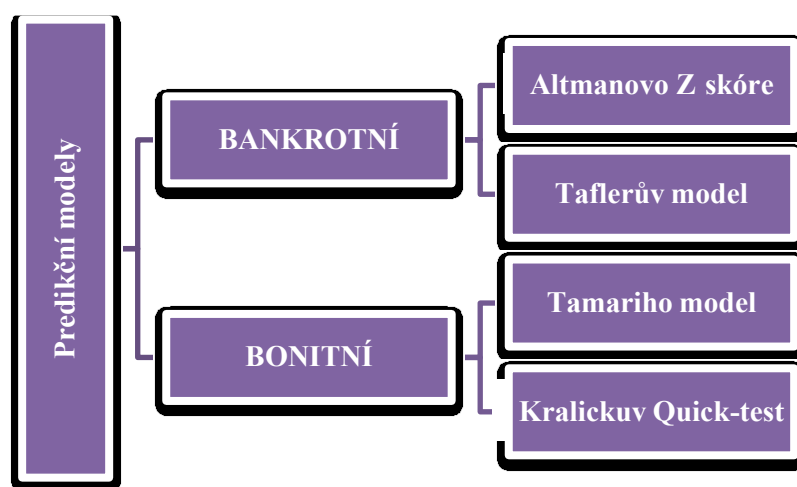 Predikční modely
BANKROTNÍ
Altmanovo Z skóre
Taflerův model
BONITNÍ
Tamariho model
Kralickuv Quick-test